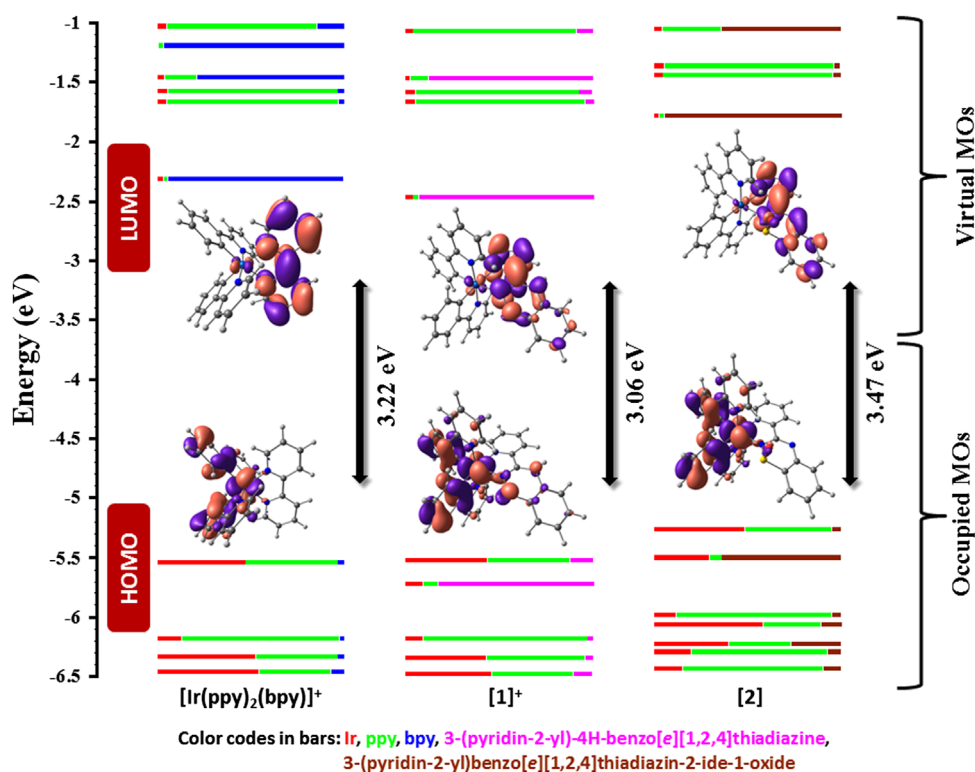 -1
-1.5
-2
-2.5
-3
-3.5
-4
-4.5
-5
-5.5
-6
-6.5
Energy (eV)
LUMO
HOMO
3.22 eV
3.06 eV
3.47 eV
Virtual MOs
Occupied MOs
[Ir(ppy)₂(bpy)]⁺
[1]⁺
[2]
Color codes in bars: Ir, ppy, bpy, 3-(pyridin-2-yl)-4H-benzo[e][1,2,4]thiadiazine,
3-(pyridin-2-yl)benzo[e][1,2,4]thiadiazin-2-ide-1-oxide